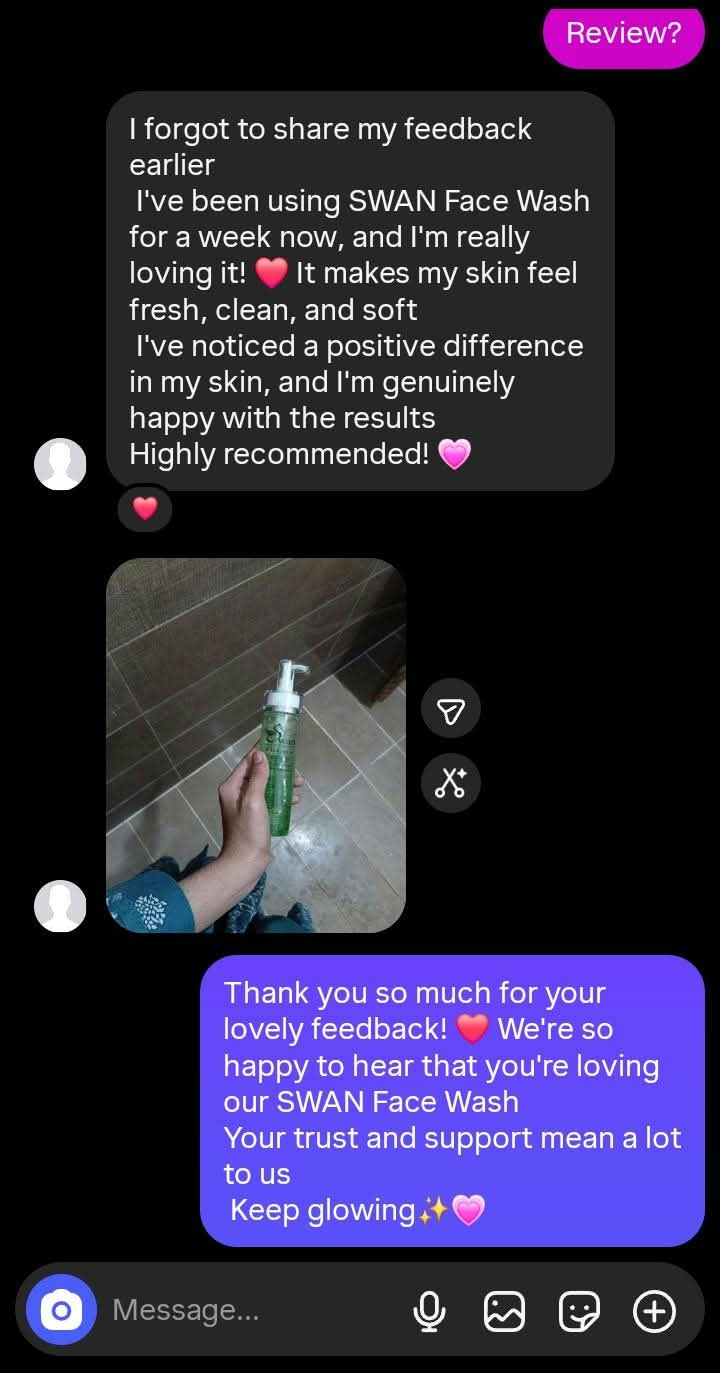 Review?
I forgot to share my feedback
earlier
I've been using SWAN Face Wash
for a week now, and I'm really
loving it! ❤️ It makes my skin feel
fresh, clean, and soft
I've noticed a positive difference
in my skin, and I'm genuinely
happy with the results
Highly recommended! 💗
❤️
Swan
Thank you so much for your
lovely feedback! ❤️ We're so
happy to hear that you're loving
our SWAN Face Wash
Your trust and support mean a lot
to us
Keep glowing✨💗
Message...